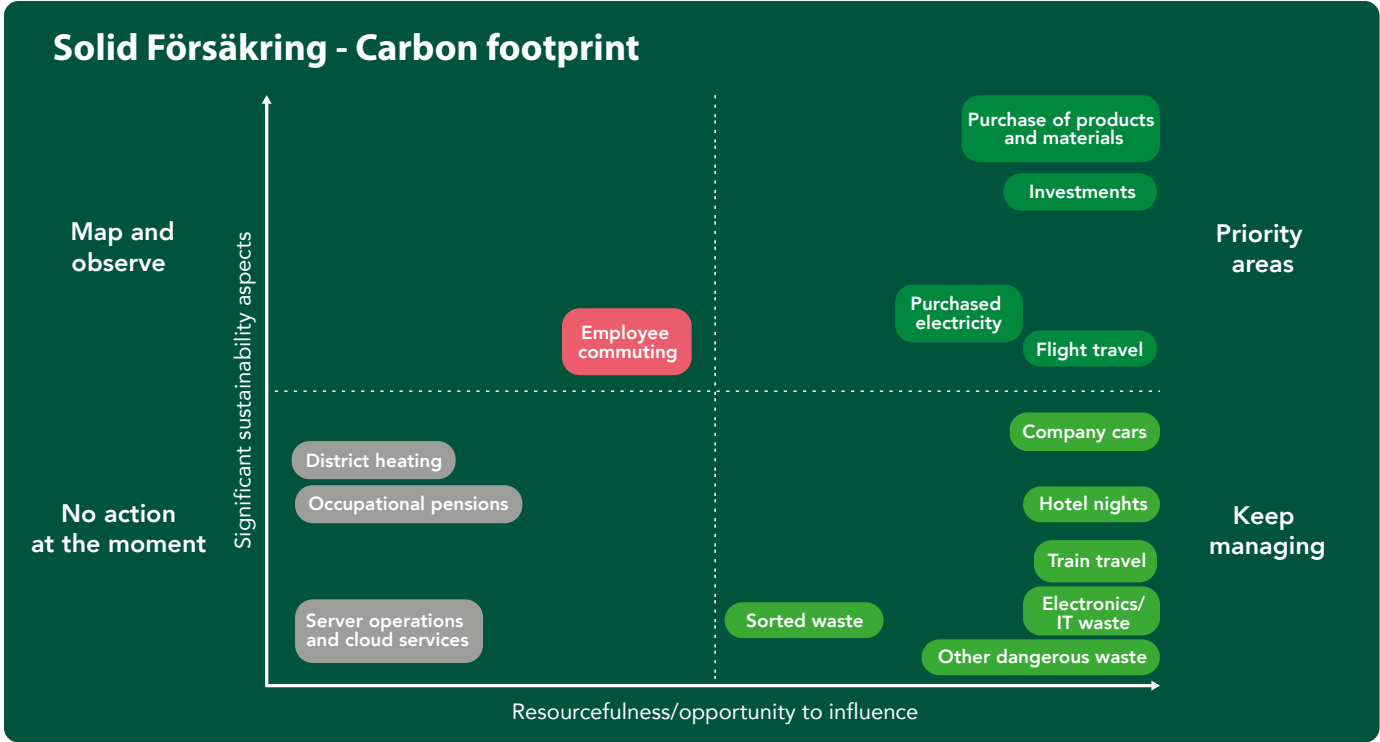 Solid Försäkring - Carbon footprint
Map and
observe
No action
at the moment
Significant sustainability aspects
Purchase of products
and materials
Investments
Purchased
electricity
Flight travel
Employee
commuting
Priority
areas
District heating
Occupational pensions
Server operations
and cloud services
Company cars
Hotel nights
Train travel
Electronics/
IT waste
Sorted waste
Other dangerous waste
Keep
managing
Resourcefulness/opportunity to influence